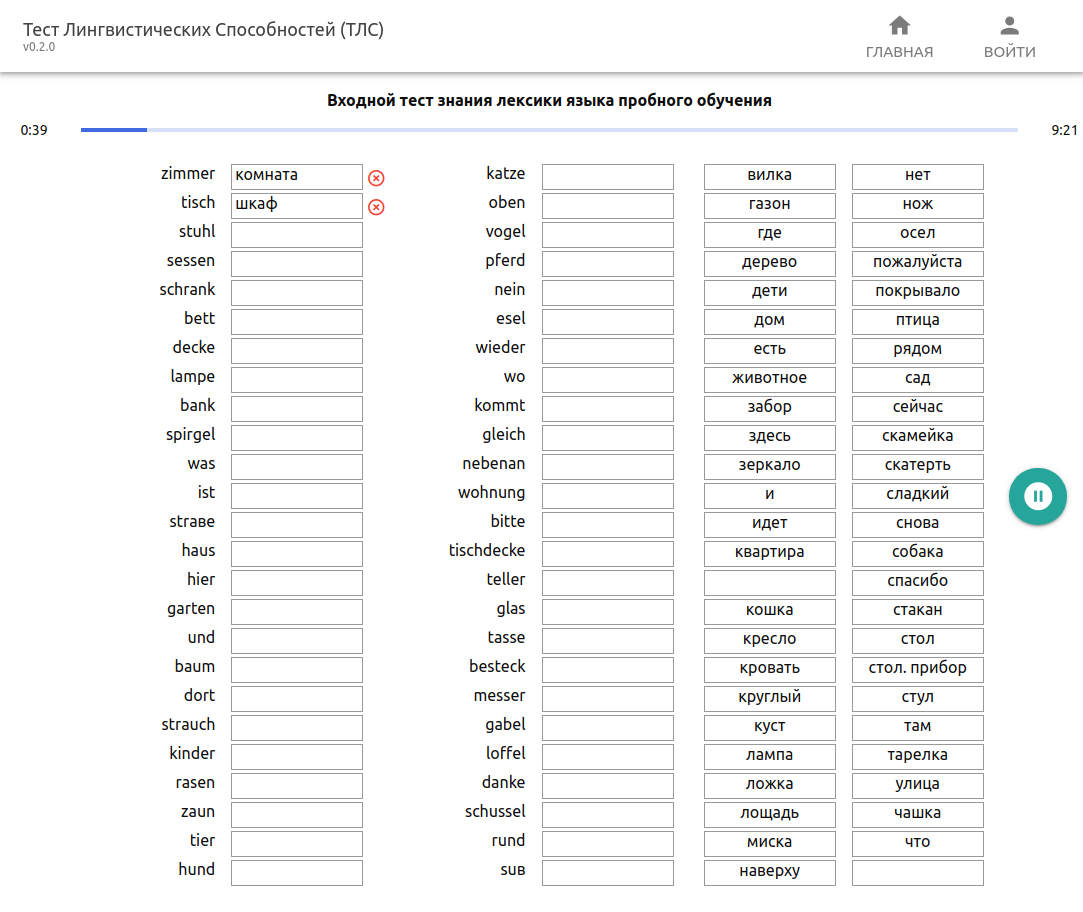 Тест Лингвистических Способностей (ТЛС)
v0.2.0
ГЛАВНАЯ
ВОЙТИ
Входной тест знания лексики языка пробного обучения
0:39
9:21
zimmer комната katze вилка нет
tisch шкаф oben газон нож
stuhl vogel где осел
sessen pferd дерево пожалуйста
schrank nein дети покрывало
bett esel дом птица
decke wieder есть рядом
lampe wo животное сад
bank kommt забор сейчас
spirgel gleich здесь скамейка
was nebenan зеркало скатерть
ist wohnung и сладкий
straвe bitte идет снова
haus tischdecke квартира собака
hier teller спасибо
garten glas кошка стакан
und tasse кресло стол
baum besteck кровать стол. прибор
dort messer круглый стул
strauch gabel куст там
kinder loffel лампа тарелка
rasen danke ложка улица
zaun schussel лощадь чашка
tier rund миска что
hund suв наверху